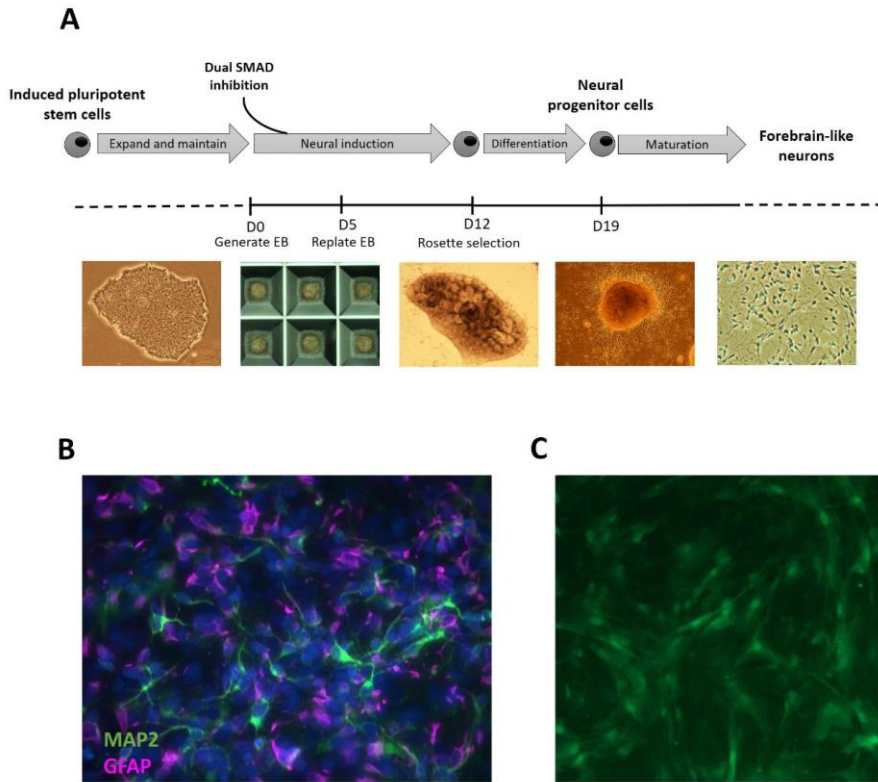 A
Dual SMAD
inhibition
Induced pluripotent
stem cells
Neural
progenitor cells
Expand and maintain
Neural induction
Differentiation
Maturation
Forebrain-like
neurons
D0
D5
D12
D19
Generate EB
Replate EB
Rosette selection
B
C
MAP2
GFAP